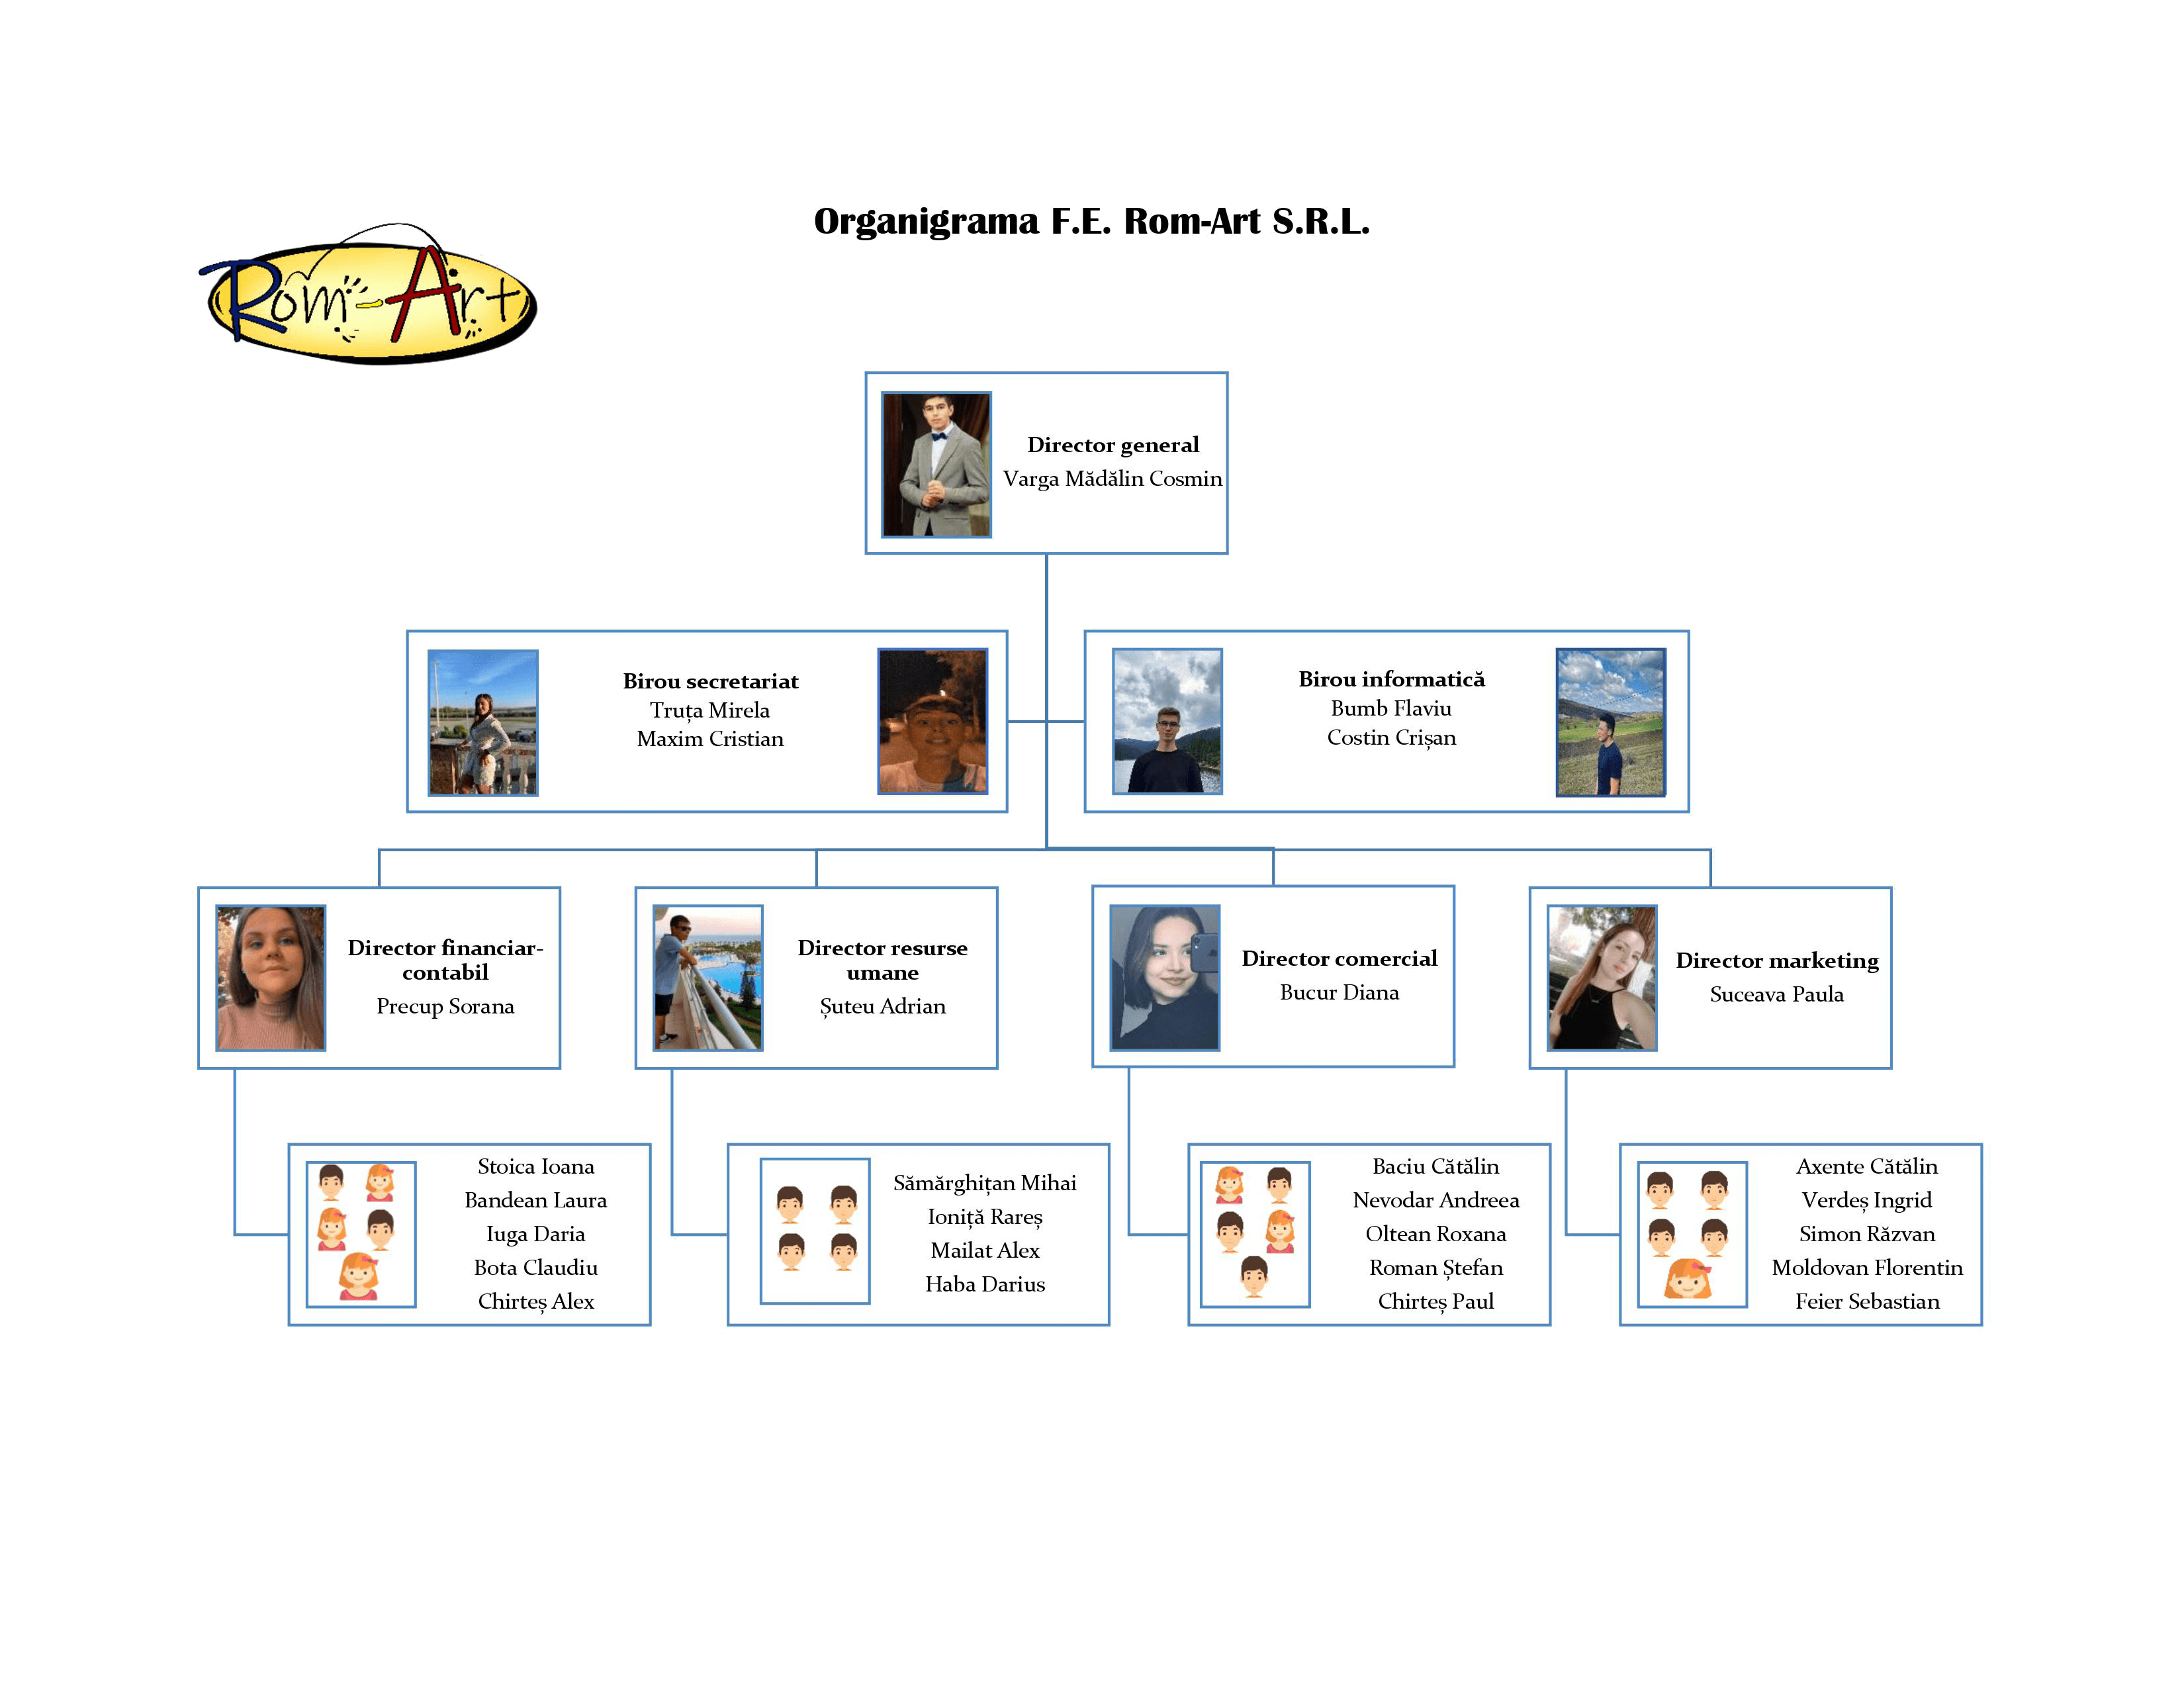 Organigrama F.E. Rom-Art S.R.L.
Rom-Art
Director general
Varga Mădălin Cosmin
Birou secretariat
Truța Mirela
Maxim Cristian
Birou informatică
Bumb Flaviu
Costin Crișan
Director financiar-
contabil
Precup Sorana
Director resurse
umane
Șuteu Adrian
Director comercial
Bucur Diana
Director marketing
Suceava Paula
Stoica Ioana
Bandean Laura
Iuga Daria
Bota Claudiu
Chirteș Alex
Sămărghițan Mihai
Ioniță Rareș
Mailat Alex
Haba Darius
Baciu Cătălin
Nevodar Andreea
Oltean Roxana
Roman Ștefan
Chirteș Paul
Axente Cătălin
Verdeș Ingrid
Simon Răzvan
Moldovan Florentin
Feier Sebastian